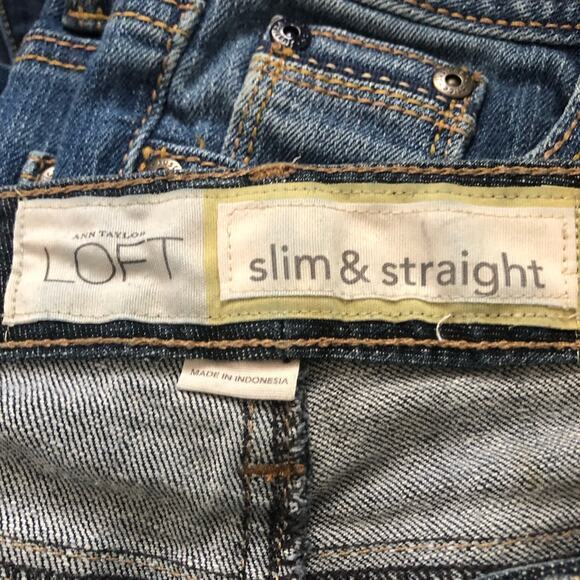 ANN TAYLOR
LOFT
slim & straight
MADE IN INDONESIA